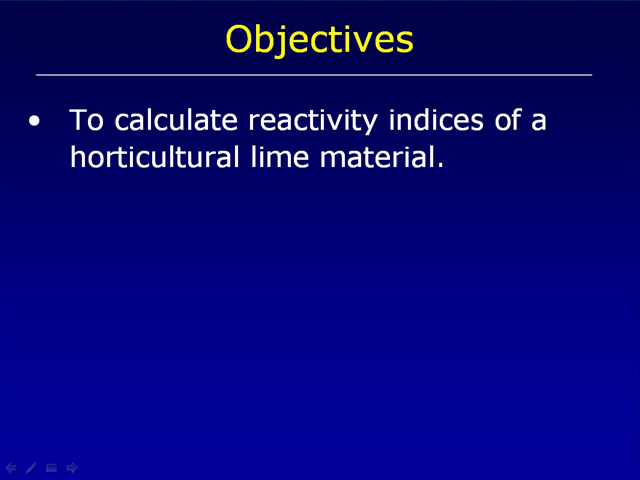 Objectives
• To calculate reactivity indices of a
horticultural lime material.